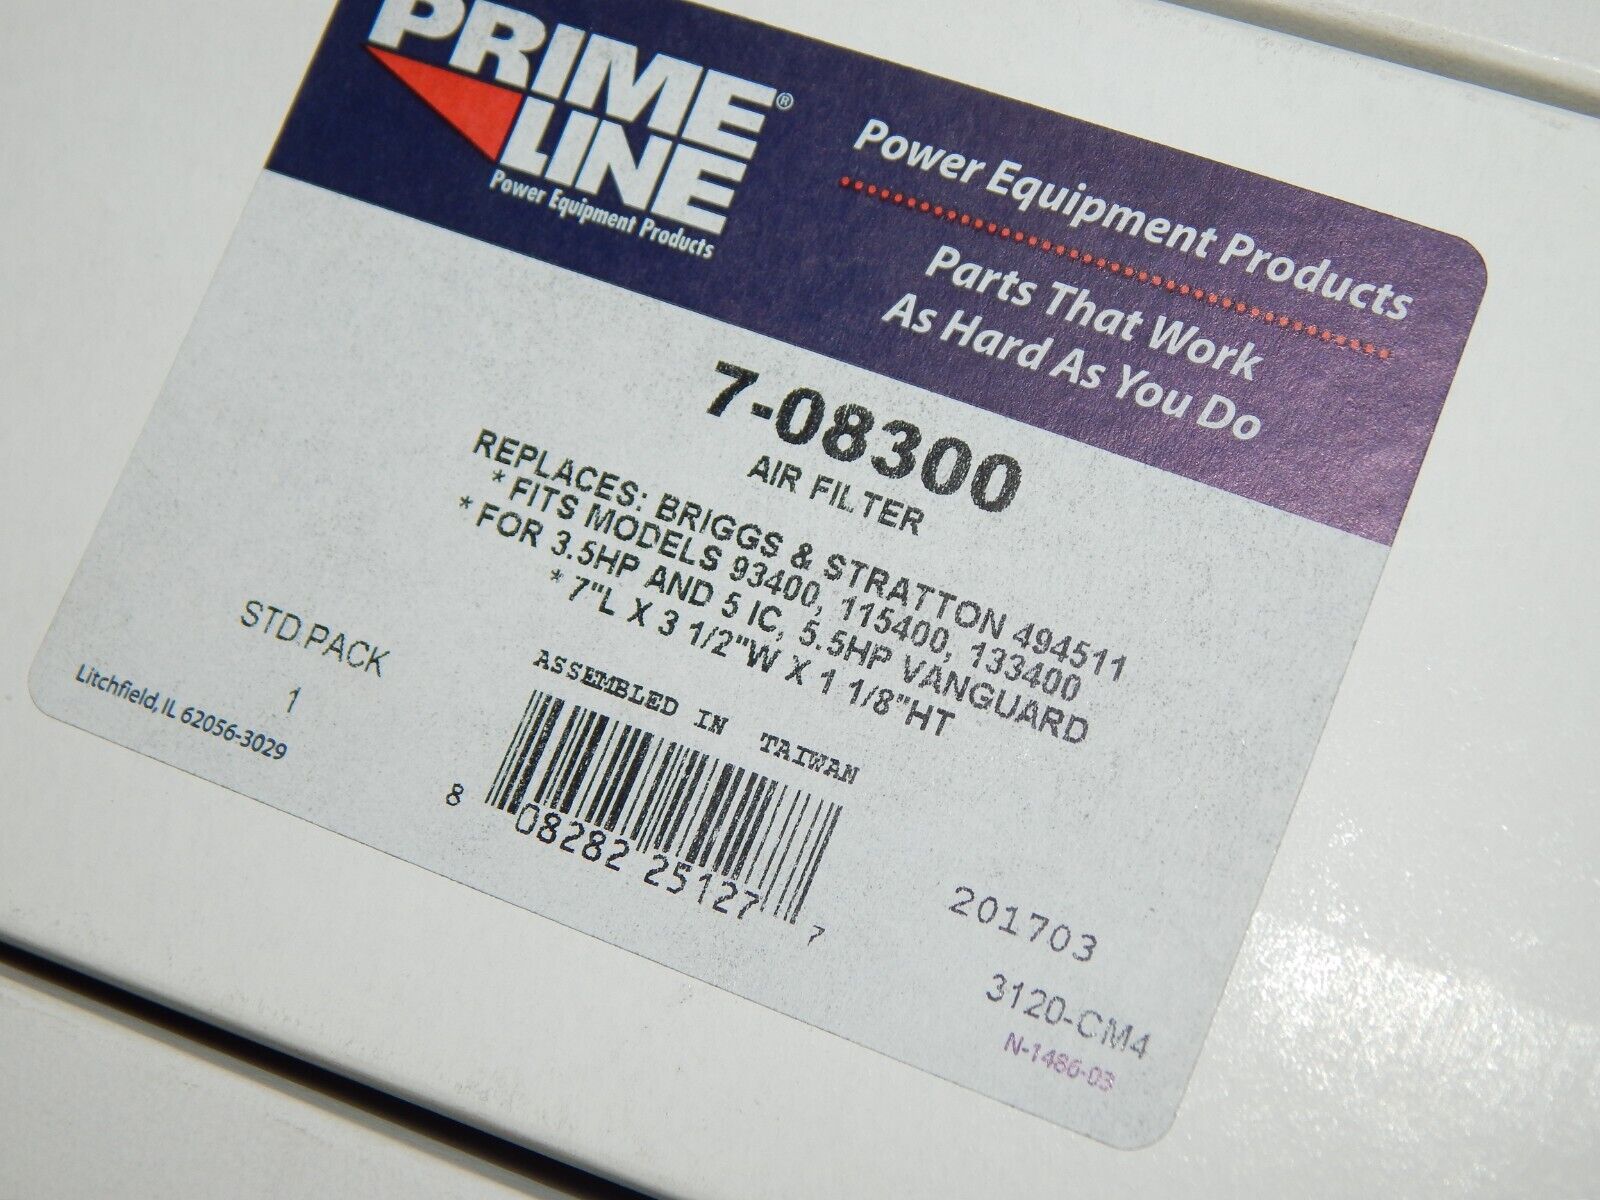 PRIME
LINE®
Power Equipment Products
Power Equipment Products
Parts That Work
As Hard As You Do
7-08300
AIR FILTER
REPLACES: BRIGGS & STRATTON 494511
* FITS MODELS 93400, 115400, 133400
* FOR 3.5HP AND 5 IC, 5.5HP VANGUARD
* 7"L X 3 1/2"W X 1 1/8"HT
STD.PACK
1
Litchfield, IL 62056-3029
ASSEMBLED IN TAIWAN
8 08282 25127 7
201703
3120-CM4
N-1486-03